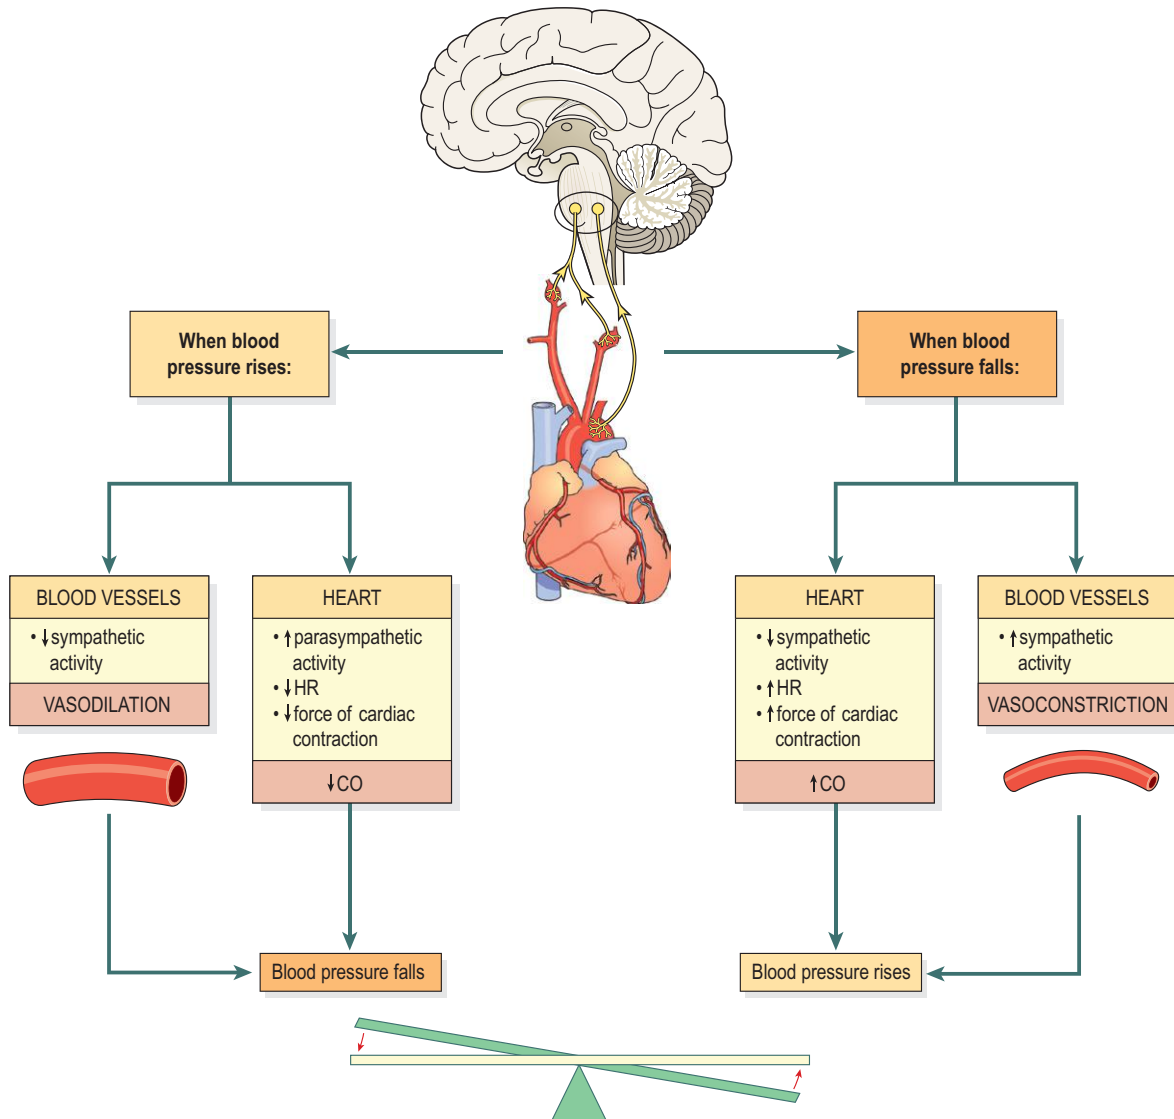 When blood
pressure rises:
When blood
pressure falls:
BLOOD VESSELS
• ↓sympathetic
activity
VASODILATION
HEART
• ↑parasympathetic
activity
• ↓HR
• ↓force of cardiac
contraction
↓CO
HEART
• ↓sympathetic
activity
• ↑HR
• ↑force of cardiac
contraction
↑CO
BLOOD VESSELS
• ↑sympathetic
activity
VASOCONSTRICTION
Blood pressure falls
Blood pressure rises